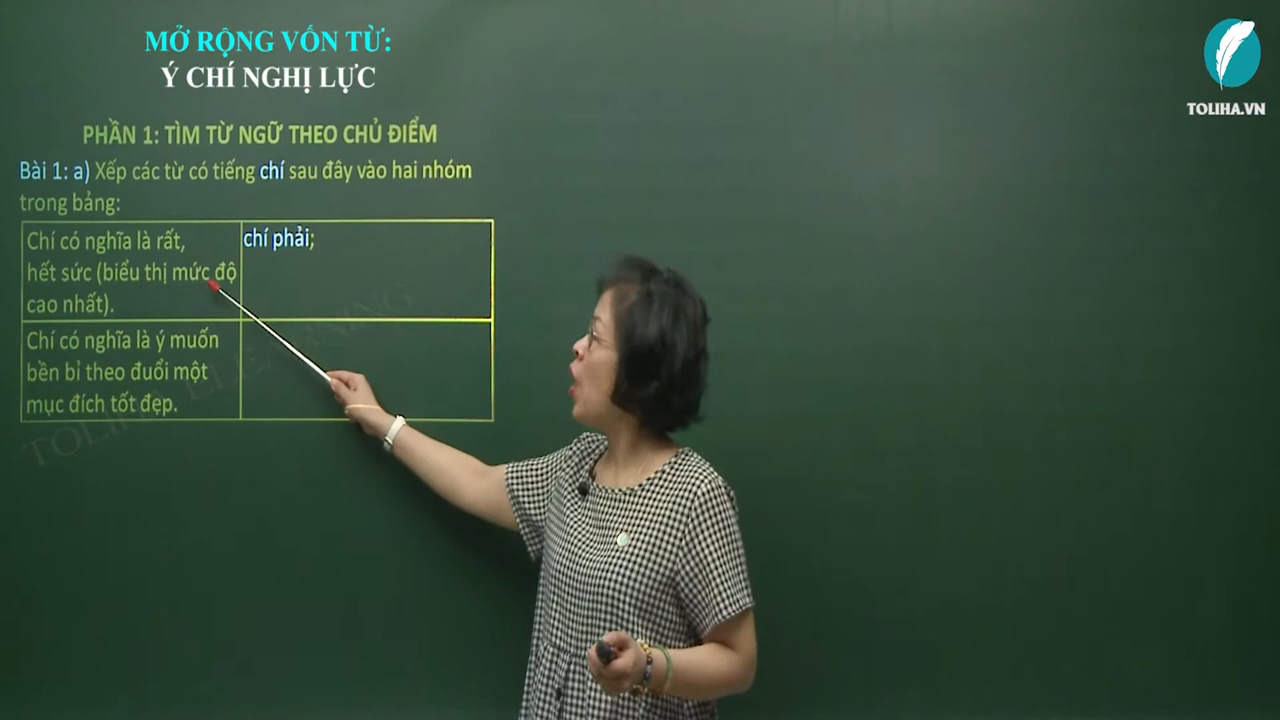 MỞ RỘNG VỐN TỪ:
Ý CHÍ NGHỊ LỰC
TOLIHA.VN
PHẦN 1: TÌM TỪ NGỮ THEO CHỦ ĐIỂM
Bài 1: a) Xếp các từ có tiếng chí sau đây vào hai nhóm
trong bảng:
Chí có nghĩa là rất,
hết sức (biểu thị mức độ
cao nhất).
chí phải;
Chí có nghĩa là ý muốn
bền bỉ theo đuổi một
mục đích tốt đẹp.